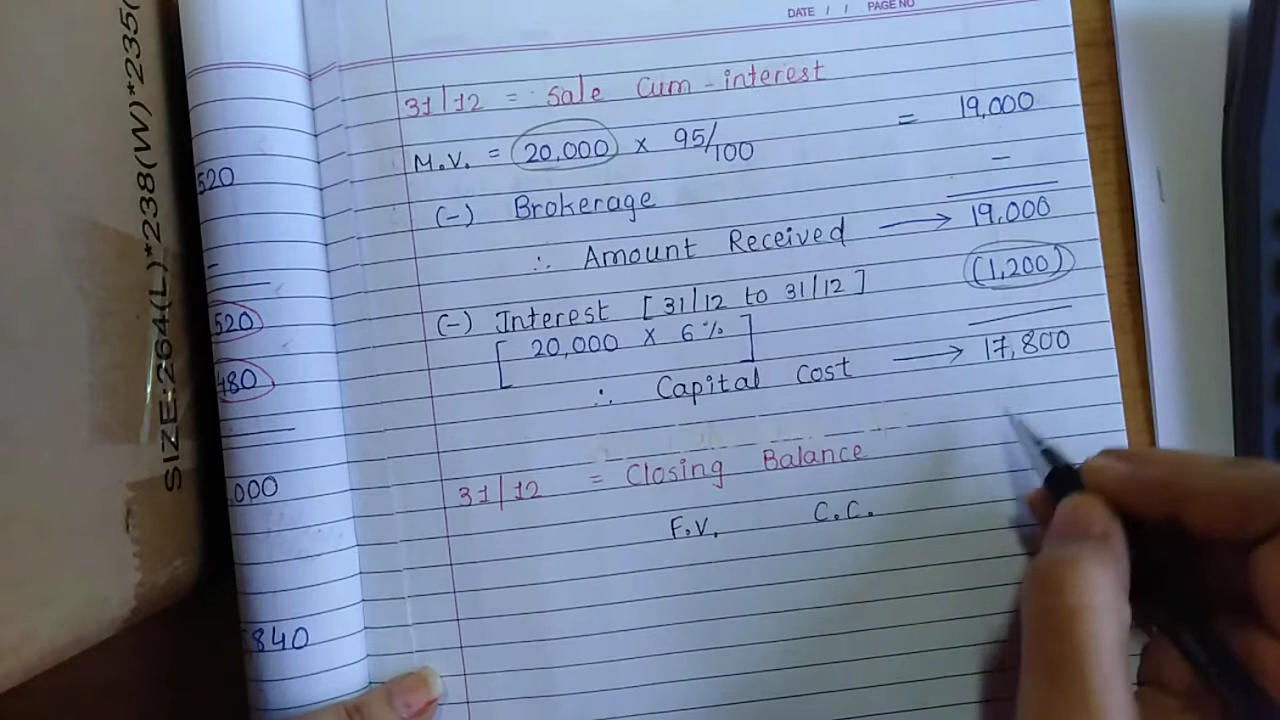 SIZE:264(L)*238(W)*235(
DATE / / PAGE NO
520
520
480
,000
840
31/12 = Sale Cum-interest
M.V. = 20,000 × 95/100 = 19,000
(-) Brokerage –
∴ Amount Received → 19,000
(-) Interest [31/12 to 31/12] (1,200)
[20,000 × 6%]
∴ Capital Cost → 17,800
31/12 = Closing Balance
F.V. C.C.